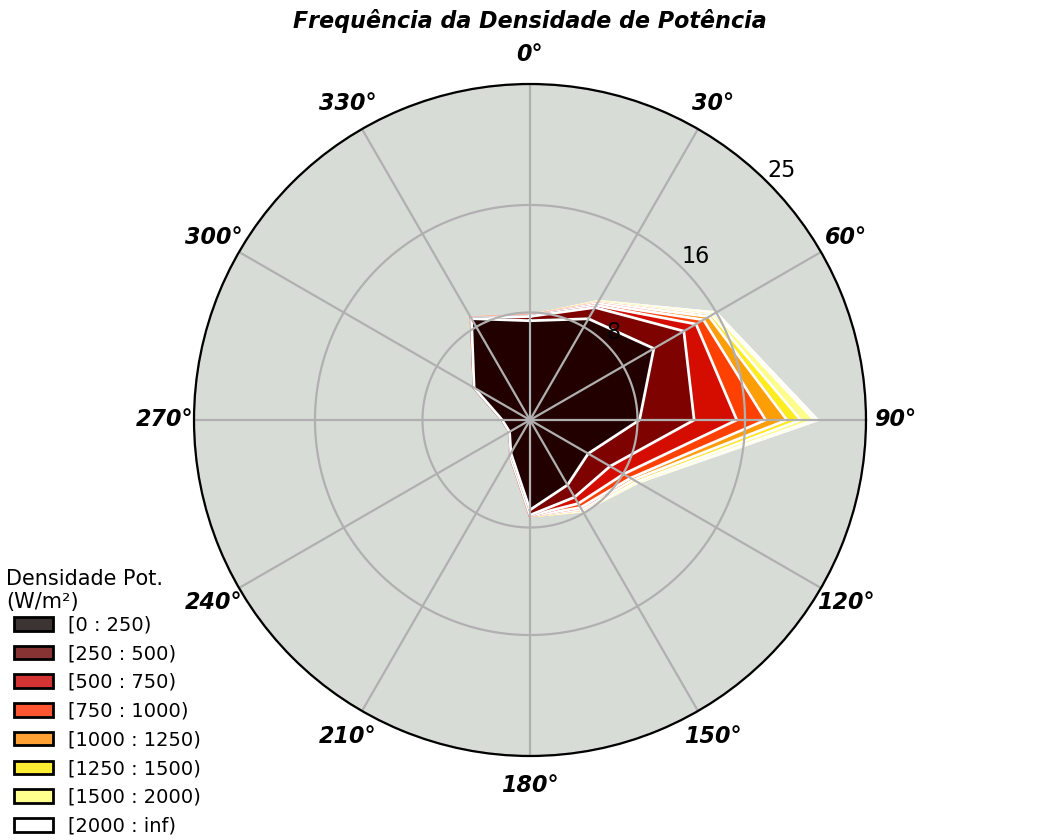 Frequência da Densidade de Potência
0°
330°
30°
25
300°
60°
16
8
270°
90°
240°
120°
210°
150°
180°
Densidade Pot.
(W/m²)
[0 : 250)
[250 : 500)
[500 : 750)
[750 : 1000)
[1000 : 1250)
[1250 : 1500)
[1500 : 2000)
[2000 : inf)